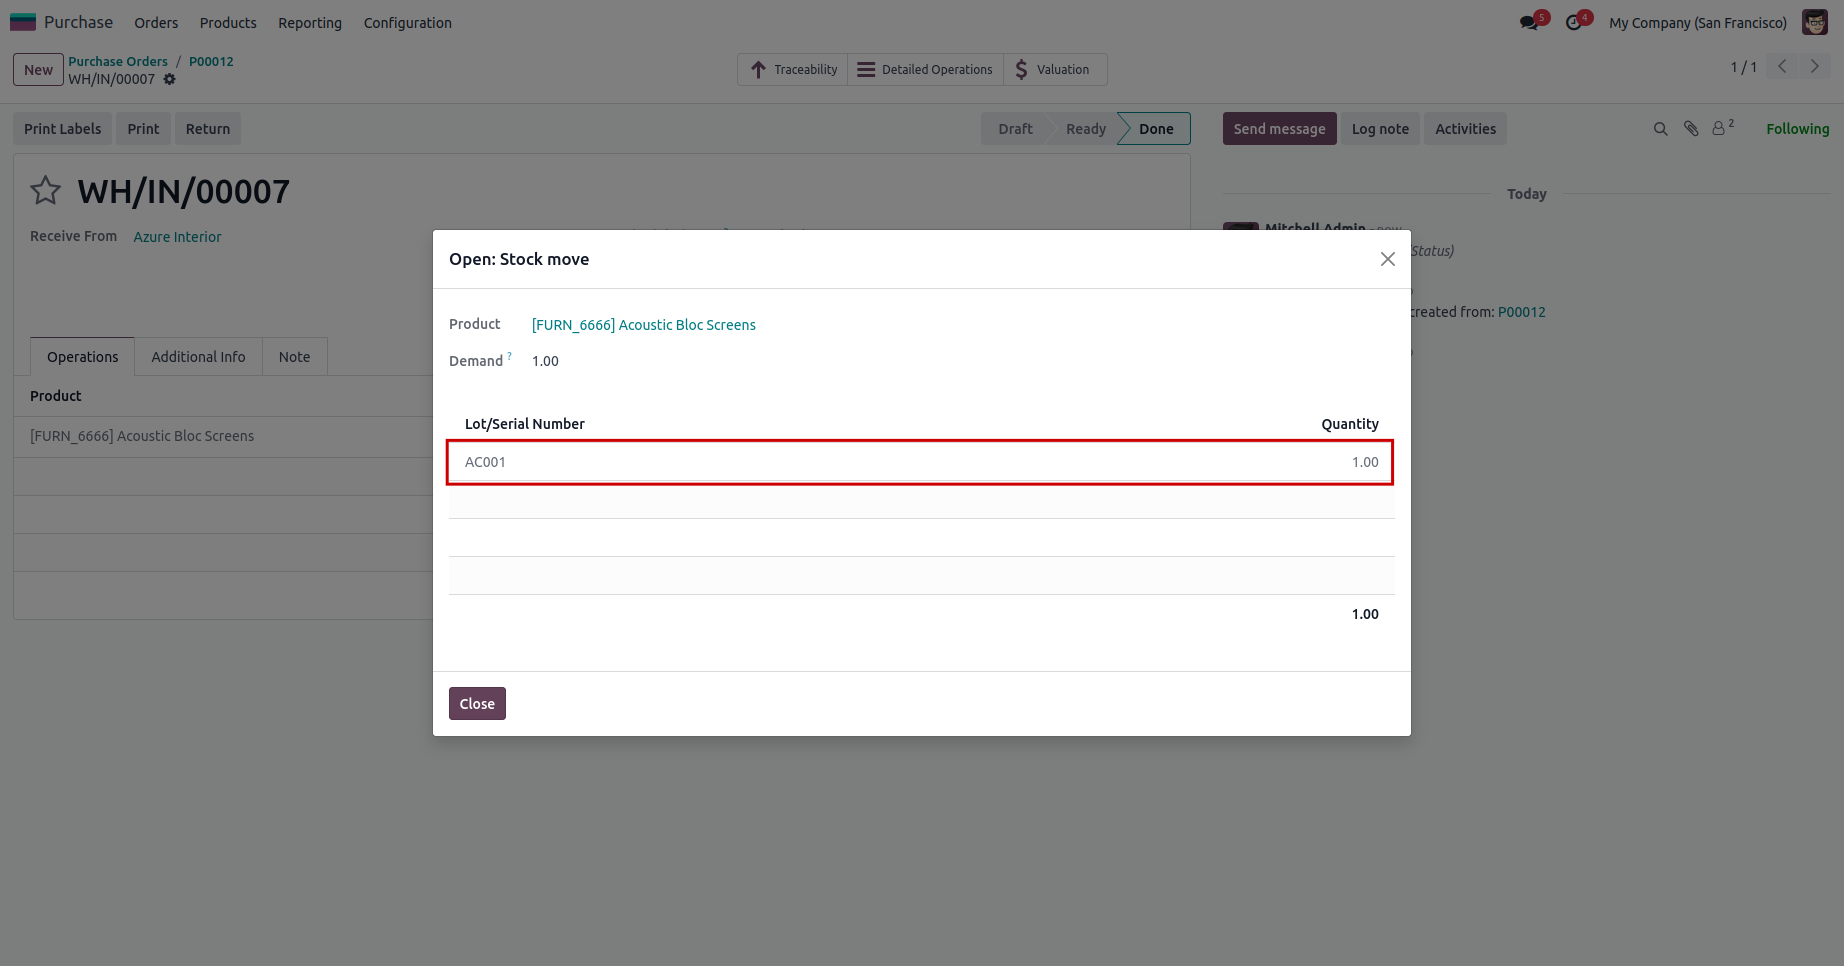 Purchase Orders Products Reporting Configuration 5 4 My Company (San Francisco)
New Purchase Orders / P00012
WH/IN/00007
Traceability Detailed Operations Valuation
1 / 1
Print Labels Print Return Draft Ready Done Send message Log note Activities 2 Following
WH/IN/00007
Today
Receive From Azure Interior
Mitchell Admin - now
Status)
created from: P00012
Operations Additional Info Note
Product
[FURN_6666] Acoustic Bloc Screens
Open: Stock move
Product [FURN_6666] Acoustic Bloc Screens
Demand ? 1.00
Lot/Serial Number Quantity
AC001 1.00
1.00
Close